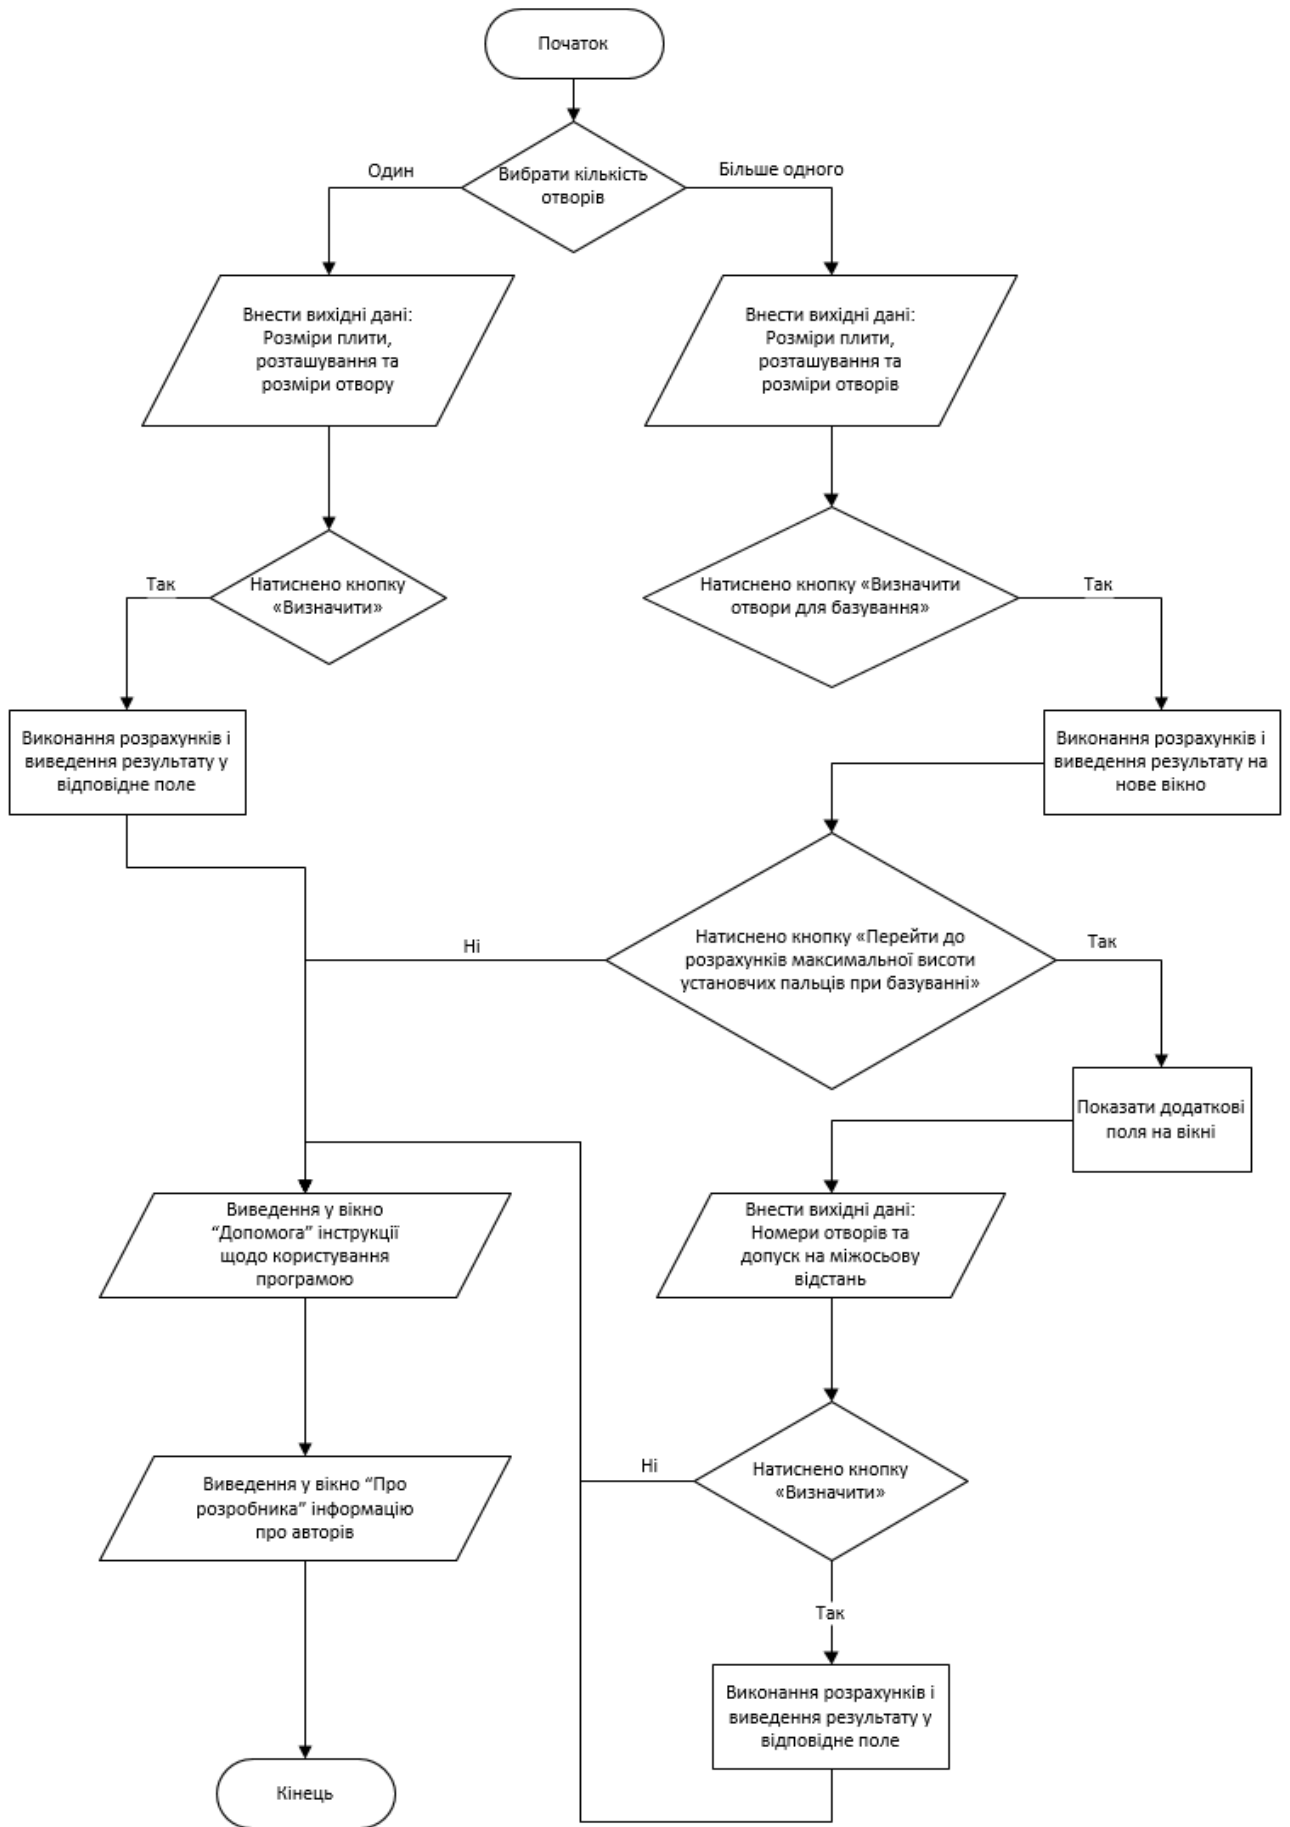 Початок
Вибрати кількість
отворів
Один
Більше одного
Внести вихідні дані:
Розміри плити,
розташування та
розміри отвору
Внести вихідні дані:
Розміри плити,
розташування та
розміри отворів
Натиснено кнопку
«Визначити»
Так
Натиснено кнопку «Визначити
отвори для базування»
Так
Виконання розрахунків і
виведення результату у
відповідне поле
Виконання розрахунків і
виведення результату на
нове вікно
Натиснено кнопку «Перейти до
розрахунків максимальної висоти
установчих пальців при базуванні»
Ні
Так
Показати додаткові
поля на вікні
Виведення у вікно
“Допомога” інструкції
щодо користування
програмою
Внести вихідні дані:
Номери отворів та
допуск на міжосьову
відстань
Виведення у вікно “Про
розробника” інформацію
про авторів
Ні
Натиснено кнопку
«Визначити»
Так
Виконання розрахунків і
виведення результату у
відповідне поле
Кінець